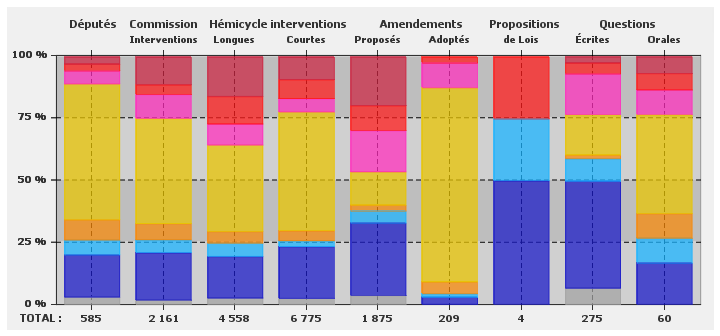 Députés Commission Hémicycle interventions Amendements Propositions Questions
Interventions Longues Courtes Proposés Adoptés de Lois Écrites Orales
100 %
75 %
50 %
25 %
0 %
TOTAL : 585 2 161 4 558 6 775 1 875 209 4 275 60